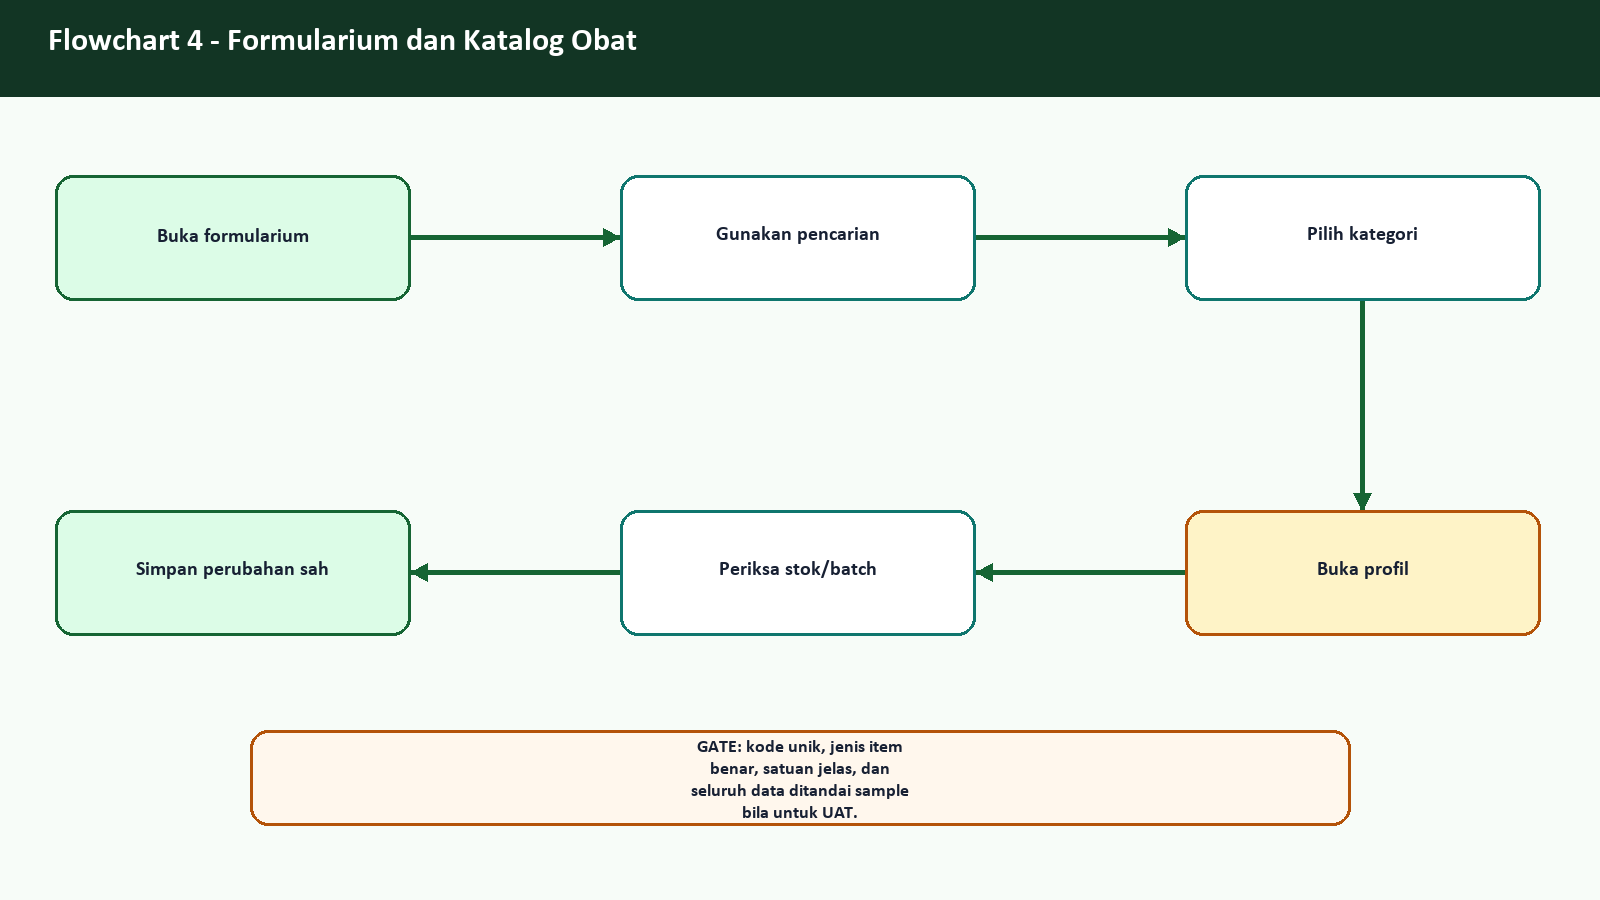 Flowchart 4 - Formularium dan Katalog Obat
Buka formularium
Gunakan pencarian
Pilih kategori
Simpan perubahan sah
Periksa stok/batch
Buka profil
GATE: kode unik, jenis item
benar, satuan jelas, dan
seluruh data ditandai sample
bila untuk UAT.